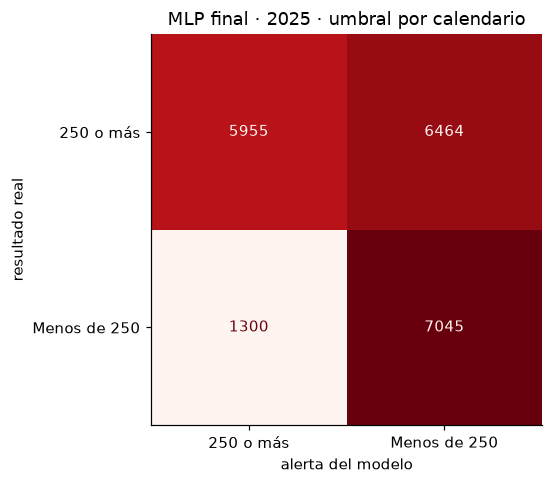 MLP final · 2025 · umbral por calendario
resultado real
250 o más
5955 6464
Menos de 250
1300 7045
250 o más Menos de 250
alerta del modelo